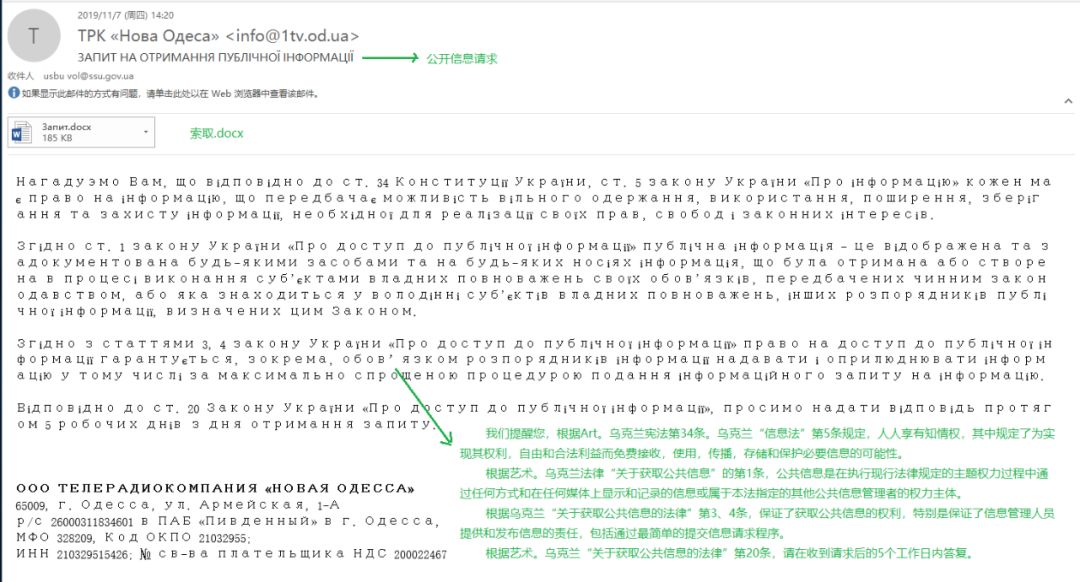 2019/11/7 (周四) 14:20
T
ТРК «Нова Одеса» <info@1tv.od.ua>
ЗАПИТ НА ОТРИМАННЯ ПУБЛІЧНОЇ ІНФОРМАЦІЇ
公开信息请求
收件人 usbu vol@ssu.gov.ua
如果显示此邮件的方式有问题，请单击此处以在 Web 浏览器中查看该邮件。
Запит.docx
185 KB
索取.docx
Нагадуэмо Вам, що відповідно до ст. 34 Конституції України, ст. 5 закону України «Про інформацію» кожен ма
є право на інформацію, що передбачає можливість вільного одержання, використання, поширення, зберіг
ання та захисту інформації, необхідної для реалізації своїх прав, свобод і законних інтересів.
Згідно ст. 1 закону України «Про доступ до публічної інформації» публічна інформація - це відображена та з
адокументована будь-якими засобами та на будь-яких носіях інформація, що була отримана або створе
на в процесі виконання суб'єктами владних повноважень своїх обов'язків, передбачених чинним закон
одавством, або яка знаходиться у володінні суб'єктів владних повноважень, інших розпорядників публі
чної інформації, визначених цим Законом.
Згідно з статтями 3, 4 закону України «Про доступ до публічної інформації» право на доступ до публічної ін
формації гарантується, зокрема, обов' язком розпорядників інформації надавати і оприлюднювати інформ
ацію у тому числі за максимально спрощеною процедурою подання інформаційного запиту на інформацію.
Відповідно до ст. 20 Закону України «Про доступ до публічної інформації», просимо надати відповідь протяг
ом 5 робочих днів з дня отримання запиту.
我们提醒您，根据Art。乌克兰宪法第34条。乌克兰“信息法”第5条规定，人人享有知情权，其中规定了为实
现其权利，自由和合法利益而免费接收，使用，传播，存储和保护必要信息的可能性。
根据艺术。乌克兰法律“关于获取公共信息”的第1条，公共信息是在执行现行法律规定的主题权力过程中通
过任何方式和在任何媒体上显示和记录的信息或属于本法指定的其他公共信息管理者的权力主体。
根据乌克兰“关于获取公共信息的法律”第3、4条，保证了获取公共信息的权利，特别是保证了信息管理人员
提供和发布信息的责任，包括通过最简单的提交信息请求程序。
根据艺术。乌克兰“关于获取公共信息的法律”第20条，请在收到请求后的5个工作日内答复。
ООО ТЕЛЕРАДИОКОМПАНИЯ «НОВАЯ ОДЕССА»
65009, г. Одесса, ул. Армейская, 1-А
р/с 26000311834601 в ПАБ «Пивденный» в г. Одесса,
МФО 328209, Код ОКПО 21032955;
ИНН 210329515426; № св-ва плательщика НДС 200022467